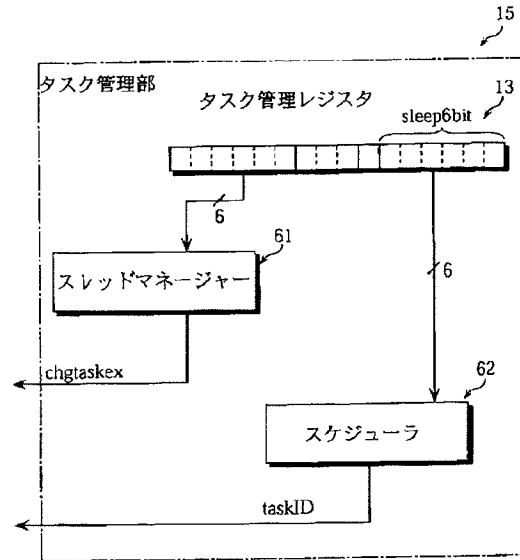 15
タスク管理部
タスク管理レジスタ
13
sleep6bit
6
61
スレッドマネージャー
6
chgtaskex
62
スケジューラ
taskID